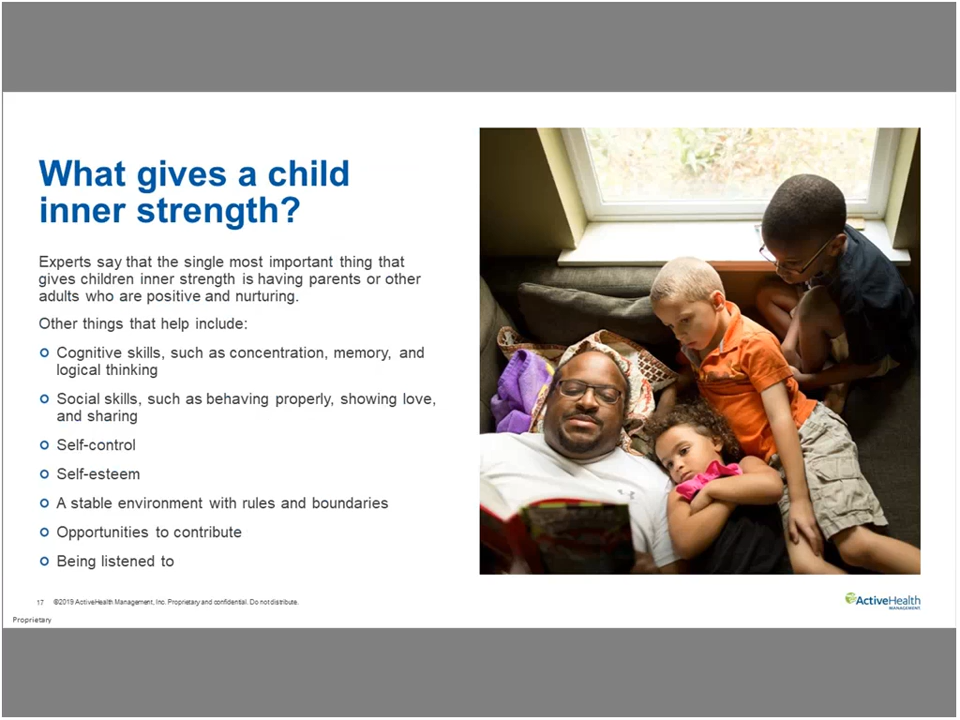 What gives a child
inner strength?
Experts say that the single most important thing that
gives children inner strength is having parents or other
adults who are positive and nurturing.
Other things that help include:
Cognitive skills, such as concentration, memory, and
logical thinking
Social skills, such as behaving properly, showing love,
and sharing
Self-control
Self-esteem
A stable environment with rules and boundaries
Opportunities to contribute
Being listened to
17 ©2019 ActiveHealth Management, Inc. Proprietary and confidential. Do not distribute.
ActiveHealth
MANAGEMENT.
Proprietary